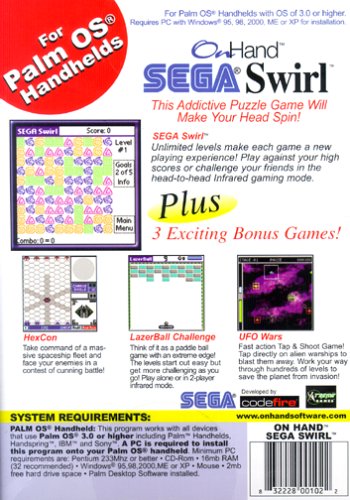 For
Palm OS®
Handhelds
For Palm OS® Handhelds with OS of 3.0 or higher.
Requires PC with Windows 95, 98, 2000, ME or XP for installation.
OnHand™
SEGA® Swirl™
This Addictive Puzzle Game Will
Make Your Head Spin!
SEGA Swirl™
Unlimited levels make each game a new
playing experience! Play against your high
scores or challenge your friends in the
head-to-head Infrared gaming mode.
SEGA Swirl
Score: 0
Level
#1
Goals
2 of 5
Info
Main
Menu
Combo: 0 = 0
Plus
3 Exciting Bonus Games!
HexCon
Take command of a mas-
sive spaceship fleet and
face your enemies in a
contest of cunning battle!
LazerBall
LazerBall Challenge
Think of it as a paddle ball
game with an extreme edge!
The levels start out easy but
get more challenging as you
go! Play alone or in 2-player
infrared mode.
UFO Wars
Fast action Tap & Shoot Game!
Tap directly on alien warships to
blast them away. Work your way
through hundreds of levels to
save the planet from invasion!
SEGA®
Developed by
codefire
Xtreme
www.onhandsoftware.com
SYSTEM REQUIREMENTS:
PALM OS® Handheld: This program works with all devices
that use Palm OS® 3.0 or higher including Palm™ Handhelds,
Handspring™, IBM™ and Sony™. A PC is required to install
this program onto your Palm OS® handheld. Minimum PC
requirements are: Pentium 233Mhz or better • CD-Rom • 16mb RAM
(32 recommended) • Windows® 95,98,2000,ME or XP • Mouse • 2mb
free hard drive space • Palm Desktop Software installed.
ON HAND™
SEGA SWIRL™
8 32228 00102 2